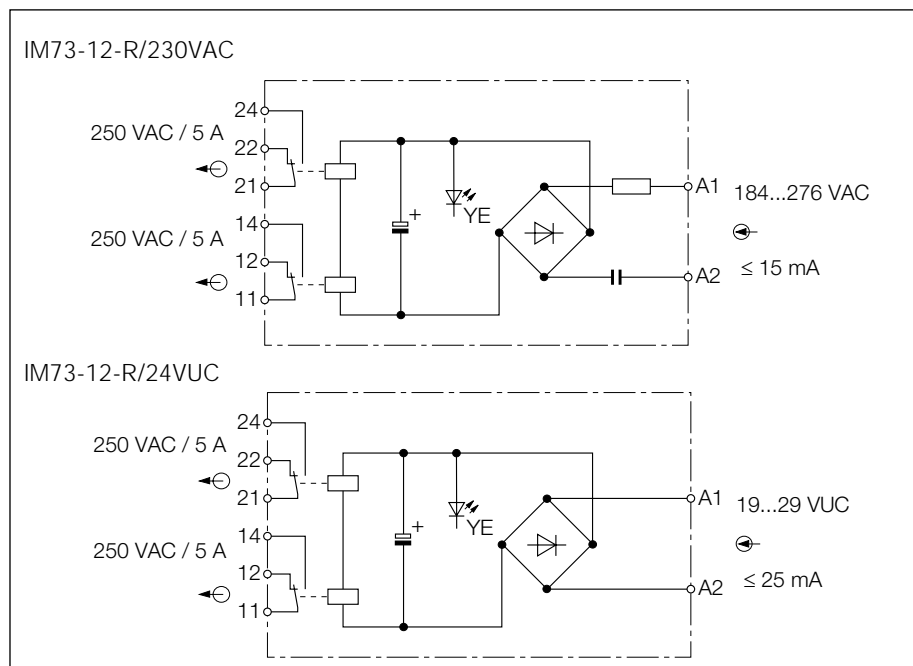 IM73-12-R/230VAC
24
250 VAC / 5 A
22
21
14
250 VAC / 5 A
12
11
+
YE
A1
184...276 VAC
A2
≤ 15 mA
IM73-12-R/24VUC
24
250 VAC / 5 A
22
21
14
250 VAC / 5 A
12
11
+
YE
A1
19...29 VUC
A2
≤ 25 mA